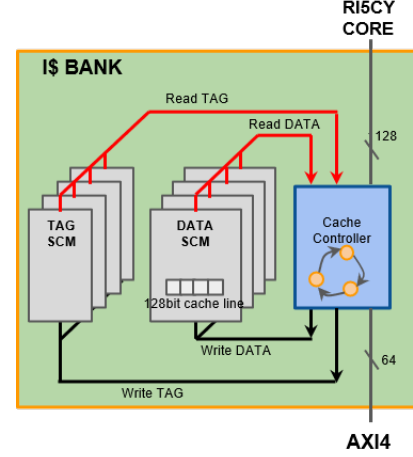 RI5CY
CORE
I$ BANK
Read TAG
Read DATA
128
TAG
SCM
DATA
SCM
Cache
Controller
128bit cache line
Write DATA
64
Write TAG
AXI4